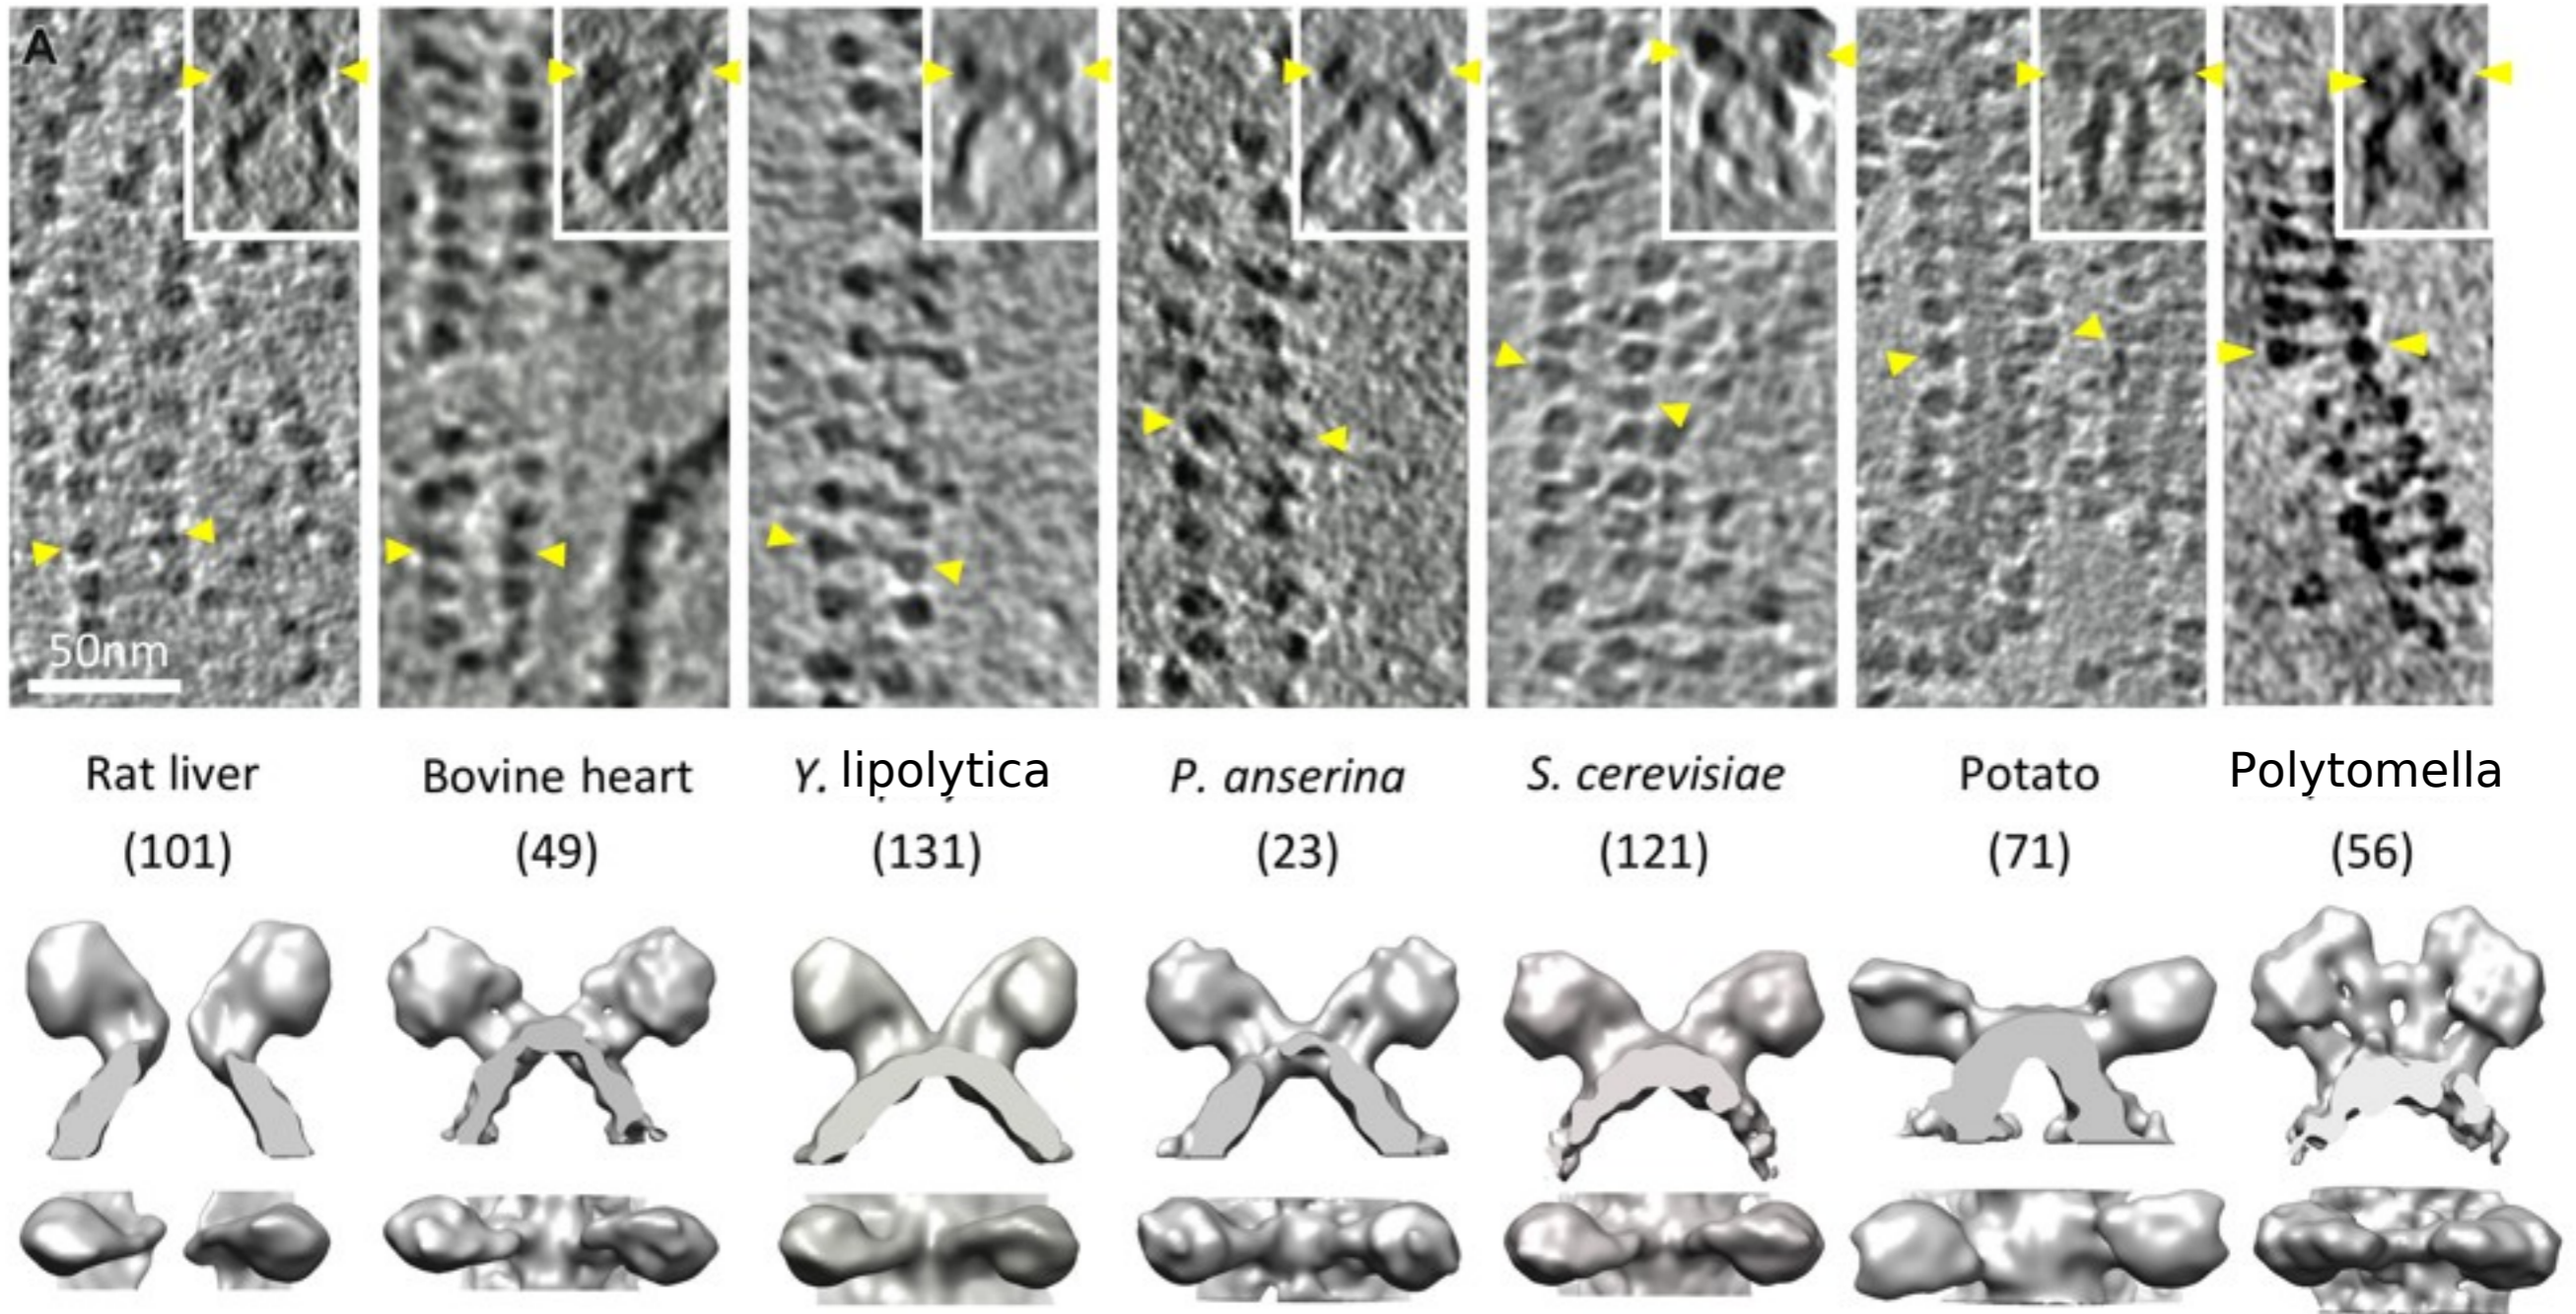 A
50nm
Rat liver Bovine heart Y. lipolytica P. anserina S. cerevisiae Potato Polytomella
(101) (49) (131) (23) (121) (71) (56)